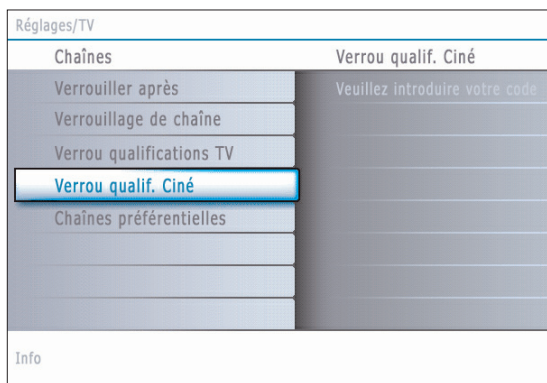 Réglages/TV
Chaînes
Verrou qualif. Ciné
Verrouiller après
Veuillez introduire votre code
Verrouillage de chaîne
Verrou qualifications TV
Verrou qualif. Ciné
Chaînes préférentielles
Info